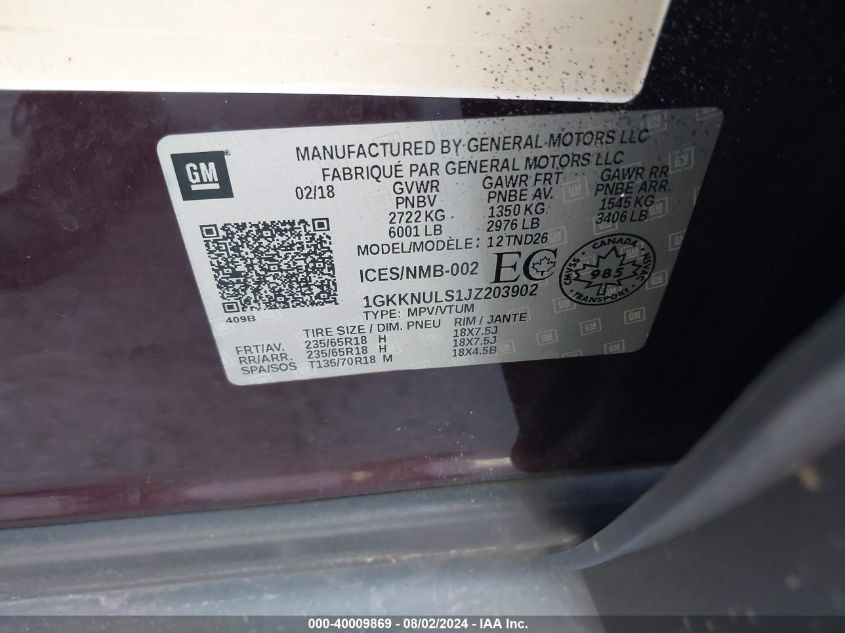 GM
MANUFACTURED BY GENERAL MOTORS LLC
FABRIQUÉ PAR GENERAL MOTORS LLC
02/18
GVWR GAWR FRT GAWR RR
PNBV PNBE AV. PNBE ARR.
2722 KG 1350 KG 1545 KG
6001 LB 2976 LB 3406 LB
MODEL/MODÈLE: 12TND26
ICES/NMB-002 EC
CANADA
985
CMVSS NSVAC
1GKKNULS1JZ203902
TYPE: MPV/VTUM
409B
TIRE SIZE / DIM. PNEU RIM / JANTE
FRT/AV. 235/65R18 H 18X7.5J
RR/ARR. 235/65R18 H 18X7.5J
SPA/SOS T135/70R18 M 18X4.5B
000-40009869 - 08/02/2024 - IAA Inc.